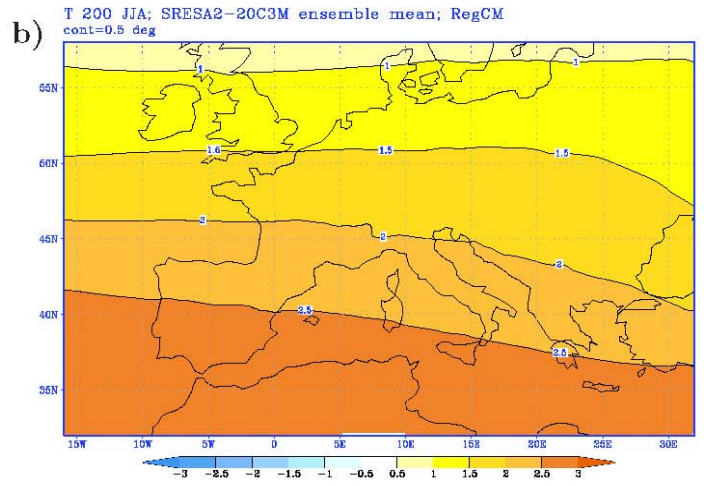 b)
T 200 JJA; SRESA2-20C3M ensemble mean; RegCM
cont=0.5 deg
1
1
1
55N
1.6
1.5
1.5
50N
2
2
2
45N
2.5
2.5
40N
35N
15W 10W 5W 0 5E 10E 15E 20E 25E 30E
-3 -2.5 -2 -1.5 -1 -0.5 0.5 1 1.5 2 2.5 3